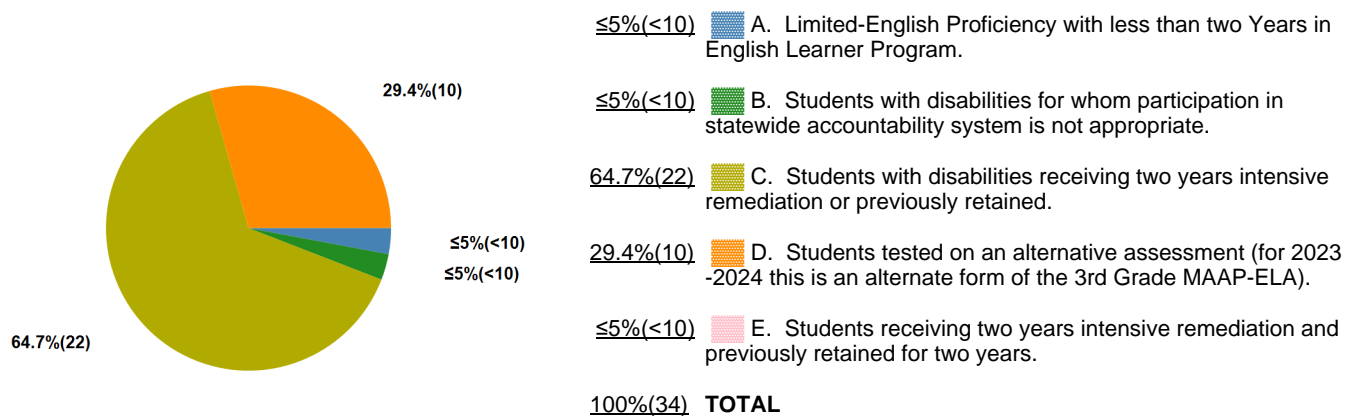 29.4%(10)
≤5%(<10)
≤5%(<10)
64.7%(22)
≤5%(<10) A. Limited-English Proficiency with less than two Years in
English Learner Program.
≤5%(<10) B. Students with disabilities for whom participation in
statewide accountability system is not appropriate.
64.7%(22) C. Students with disabilities receiving two years intensive
remediation or previously retained.
29.4%(10) D. Students tested on an alternative assessment (for 2023
-2024 this is an alternate form of the 3rd Grade MAAP-ELA).
≤5%(<10) E. Students receiving two years intensive remediation and
previously retained for two years.
100%(34) TOTAL